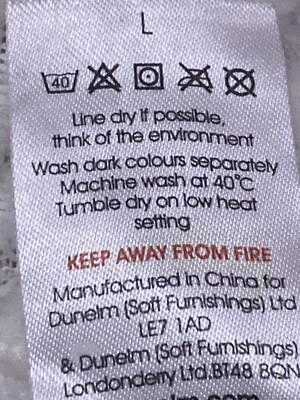 L
40
Line dry if possible,
think of the environment
Wash dark colours separately
Machine wash at 40°C
Tumble dry on low heat
setting
KEEP AWAY FROM FIRE
Manufactured in China for
Dunelm (Soft Furnishings) Ltd
LE7 1AD
& Dunelm (Soft Furnishings)
Londonderry Ltd.BT48 8QN